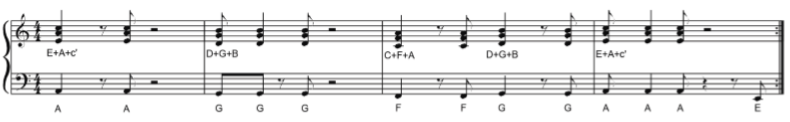 E+A+c' D+G+B C+F+A D+G+B E+A+c'
A A G G G F F G G A A A E